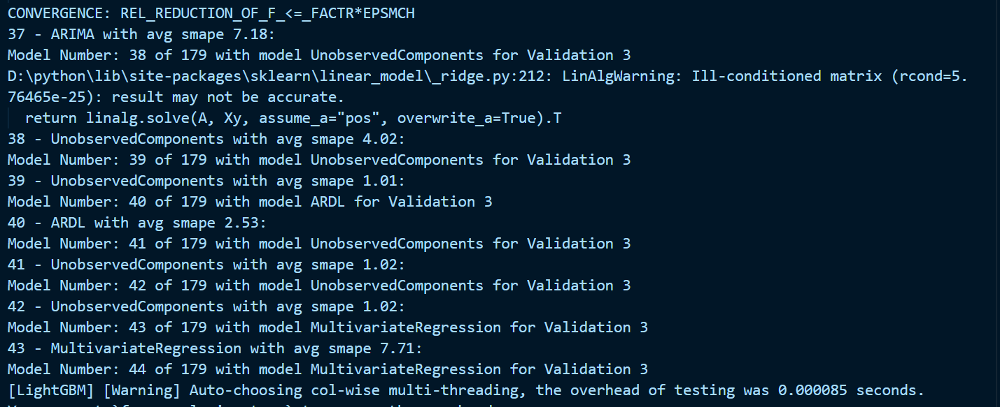 CONVERGENCE: REL_REDUCTION_OF_F_<=_FACTR*EPSMCH
37 - ARIMA with avg smape 7.18:
Model Number: 38 of 179 with model UnobservedComponents for Validation 3
D:\python\lib\site-packages\sklearn\linear_model\_ridge.py:212: LinAlgWarning: Ill-conditioned matrix (rcond=5.
76465e-25): result may not be accurate.
  return linalg.solve(A, Xy, assume_a="pos", overwrite_a=True).T
38 - UnobservedComponents with avg smape 4.02:
Model Number: 39 of 179 with model UnobservedComponents for Validation 3
39 - UnobservedComponents with avg smape 1.01:
Model Number: 40 of 179 with model ARDL for Validation 3
40 - ARDL with avg smape 2.53:
Model Number: 41 of 179 with model UnobservedComponents for Validation 3
41 - UnobservedComponents with avg smape 1.02:
Model Number: 42 of 179 with model UnobservedComponents for Validation 3
42 - UnobservedComponents with avg smape 1.02:
Model Number: 43 of 179 with model MultivariateRegression for Validation 3
43 - MultivariateRegression with avg smape 7.71:
Model Number: 44 of 179 with model MultivariateRegression for Validation 3
[LightGBM] [Warning] Auto-choosing col-wise multi-threading, the overhead of testing was 0.000085 seconds.